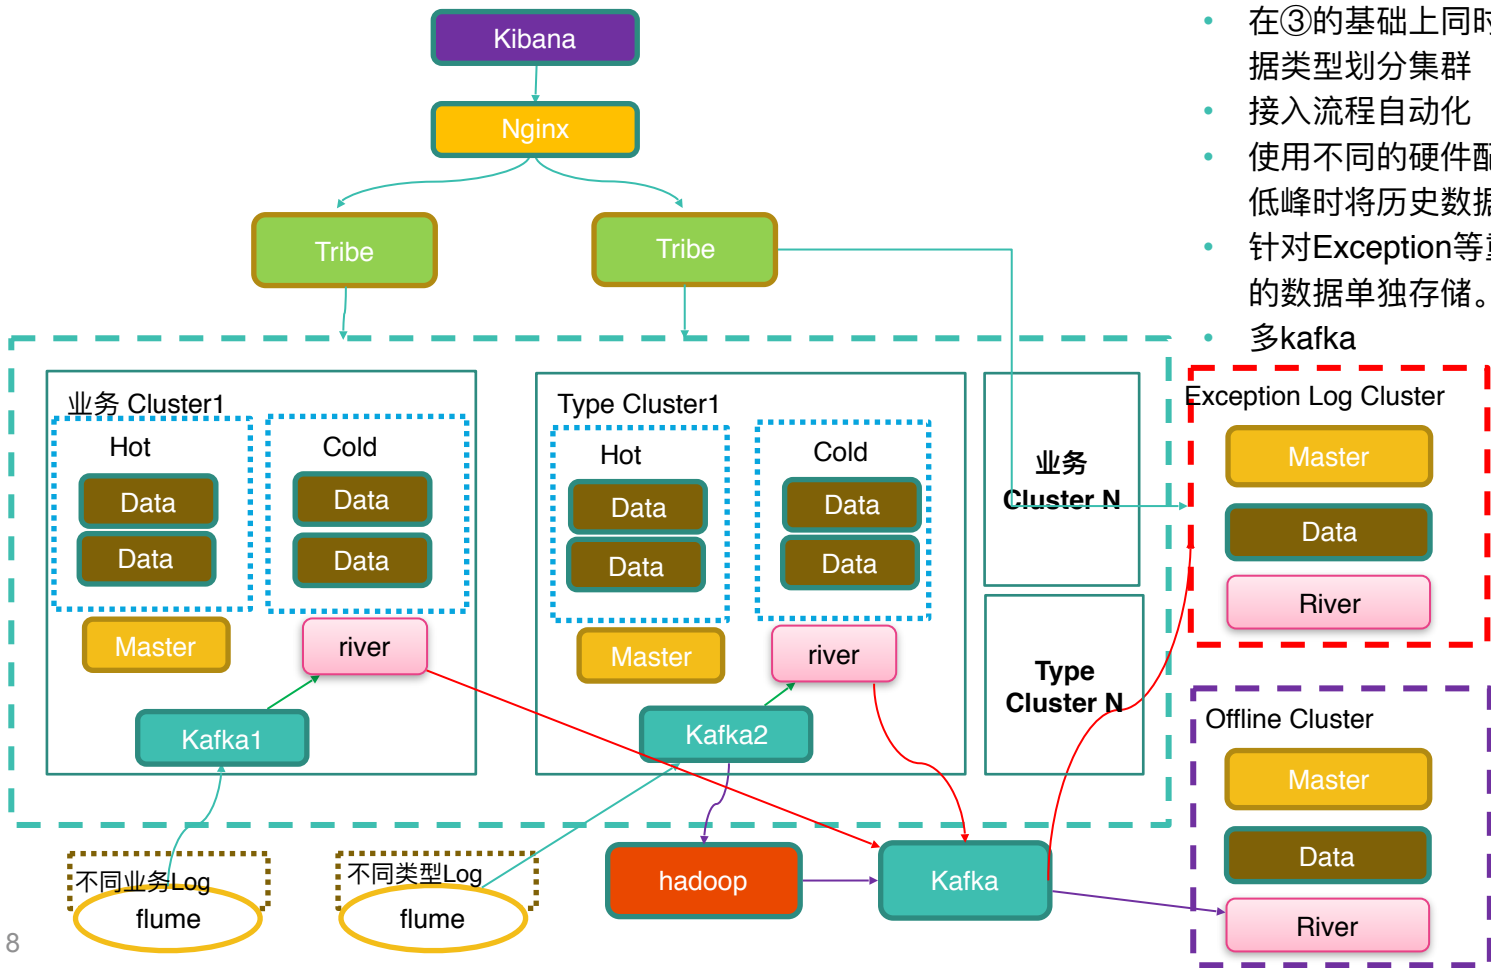 Kibana
Nginx
Tribe
Tribe
在③的基础上同时
据类型划分集群
接入流程自动化
使用不同的硬件配
低峰时将历史数据
针对Exception等重
的数据单独存储。
多kafka
业务 Cluster1
Hot
Data
Data
Cold
Data
Data
Master
river
Kafka1
Type Cluster1
Hot
Data
Data
Cold
Data
Data
Master
river
Kafka2
业务
Cluster N
Type
Cluster N
Exception Log Cluster
Master
Data
River
Offline Cluster
Master
Data
River
不同业务Log
flume
不同类型Log
flume
hadoop
Kafka
8